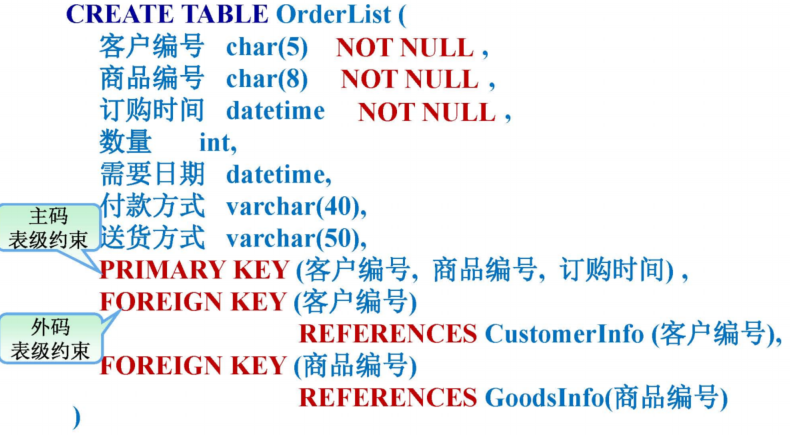 CREATE TABLE OrderList (
客户编号 char(5) NOT NULL ,
商品编号 char(8) NOT NULL ,
订购时间 datetime NOT NULL ,
数量 int,
需要日期 datetime,
付款方式 varchar(40),
主码
表级约束
送货方式 varchar(50),
PRIMARY KEY (客户编号, 商品编号, 订购时间) ,
FOREIGN KEY (客户编号)
外码
表级约束
REFERENCES CustomerInfo (客户编号),
FOREIGN KEY (商品编号)
REFERENCES GoodsInfo(商品编号)
)